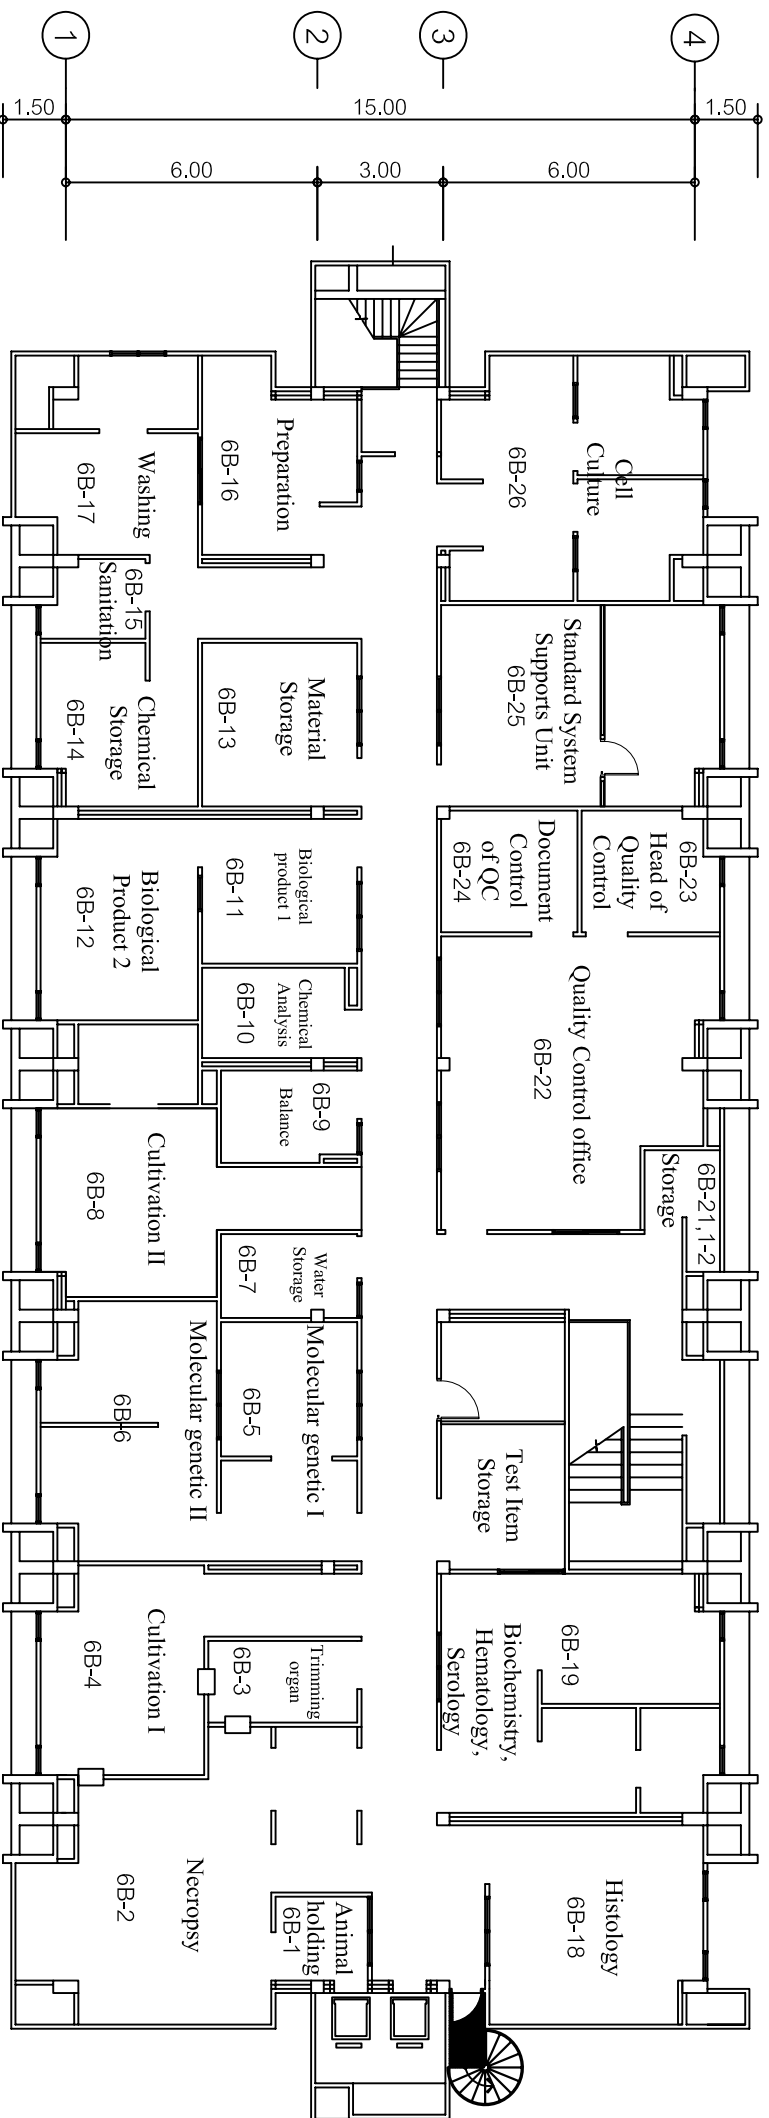 1
2
3
4
1.50
15.00
1.50
6.00
3.00
6.00
Preparation
6B-16
Washing
6B-17
6B-15
Sanitation
Chemical
Storage
6B-14
Material
Storage
6B-13
Biological
product 1
6B-11
Biological
Product 2
6B-12
Chemical
Analysis
6B-10
6B-9
Balance
Cultivation II
6B-8
Water
Storage
6B-7
Molecular genetic I
6B-5
Molecular genetic II
6B-6
Cultivation I
6B-4
Trimming
organ
6B-3
Necropsy
6B-2
Animal
holding
6B-1
Cell
Culture
6B-26
Standard System
Supports Unit
6B-25
6B-23
Head of
Quality
Control
Document
Control
of QC
6B-24
Quality Control office
6B-22
6B-21,1-2
Storage
Test Item
Storage
6B-19
Biochemistry,
Hematology,
Serology
Histology
6B-18